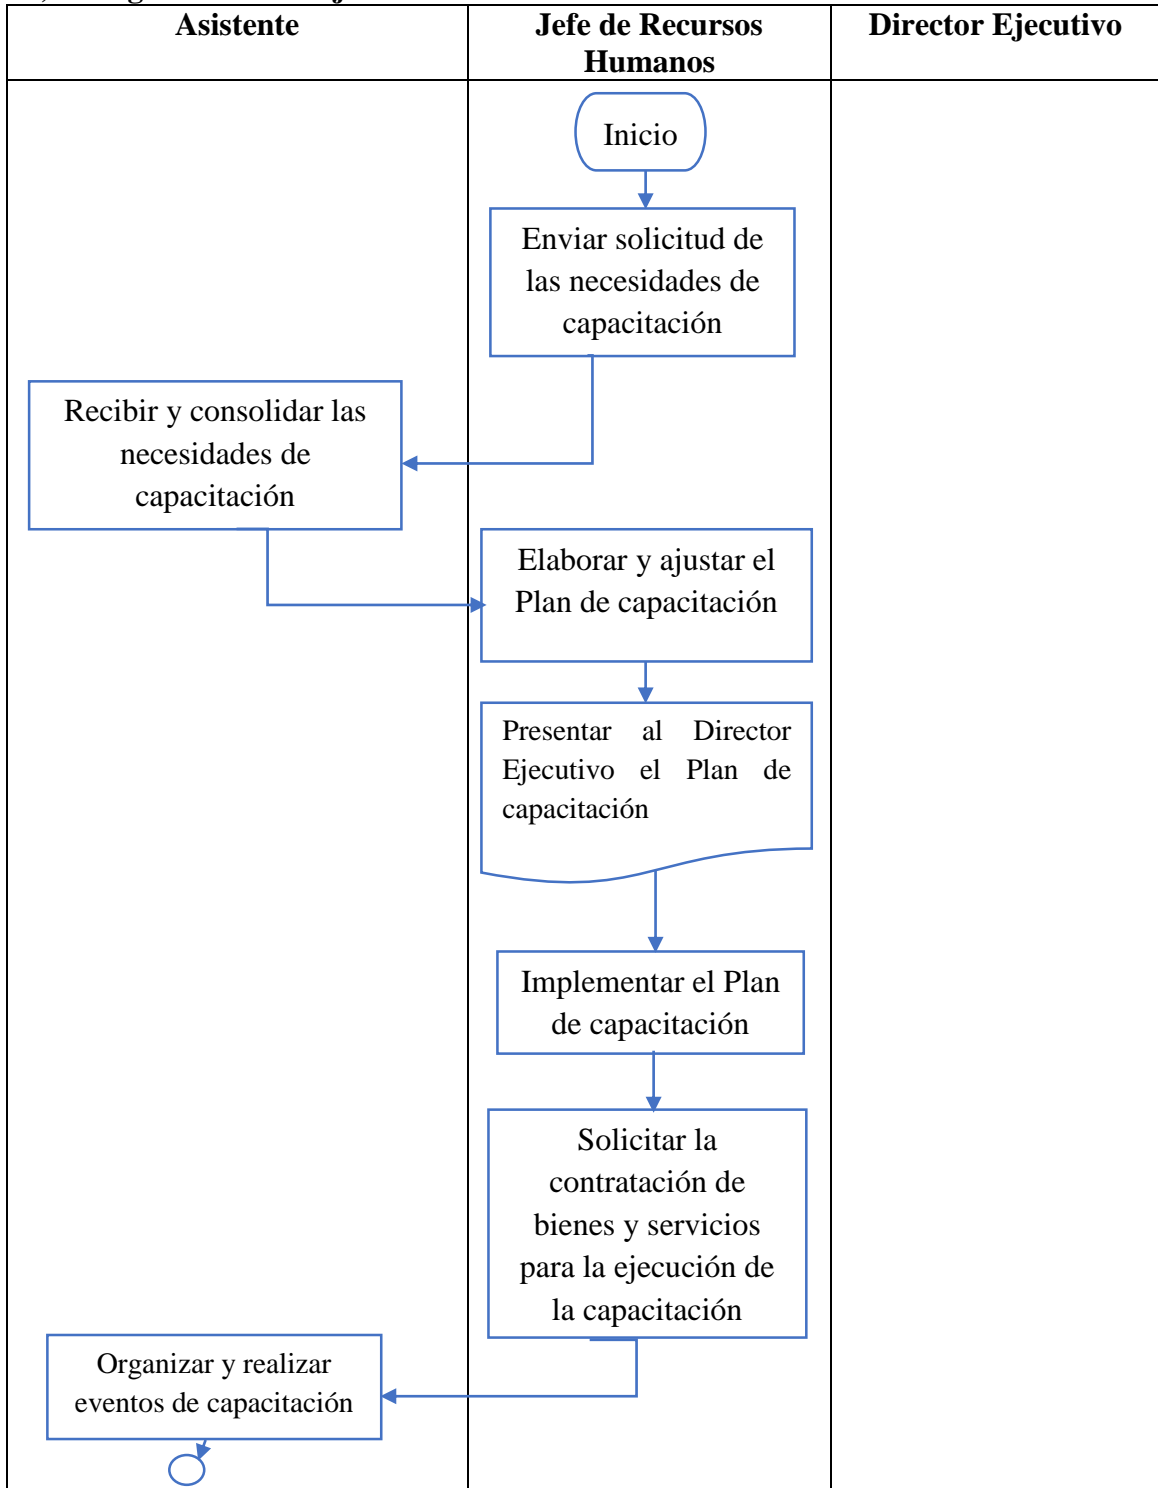 Asistente
Jefe de Recursos
Humanos
Director Ejecutivo
Inicio
Enviar solicitud de
las necesidades de
capacitación
Recibir y consolidar las
necesidades de
capacitación
Elaborar y ajustar el
Plan de capacitación
Presentar al Director
Ejecutivo el Plan de
capacitación
Implementar el Plan
de capacitación
Solicitar la
contratación de
bienes y servicios
para la ejecución de
la capacitación
Organizar y realizar
eventos de capacitación